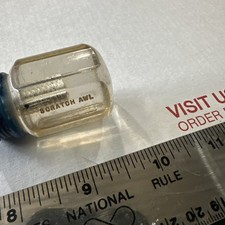 SCRATCH AWL
VISIT U
ORDER
8 9 10 11
NATIONAL RULE